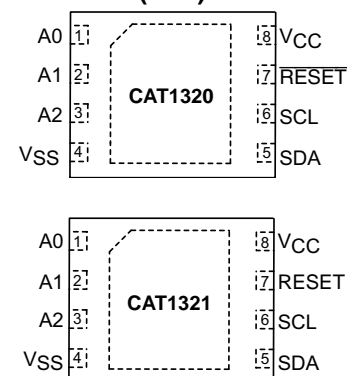 A0 1 8 VCC
A1 2 7 RESET
CAT1320
A2 3 6 SCL
VSS 4 5 SDA
A0 1 8 VCC
A1 2 7 RESET
CAT1321
A2 3 6 SCL
VSS 4 5 SDA